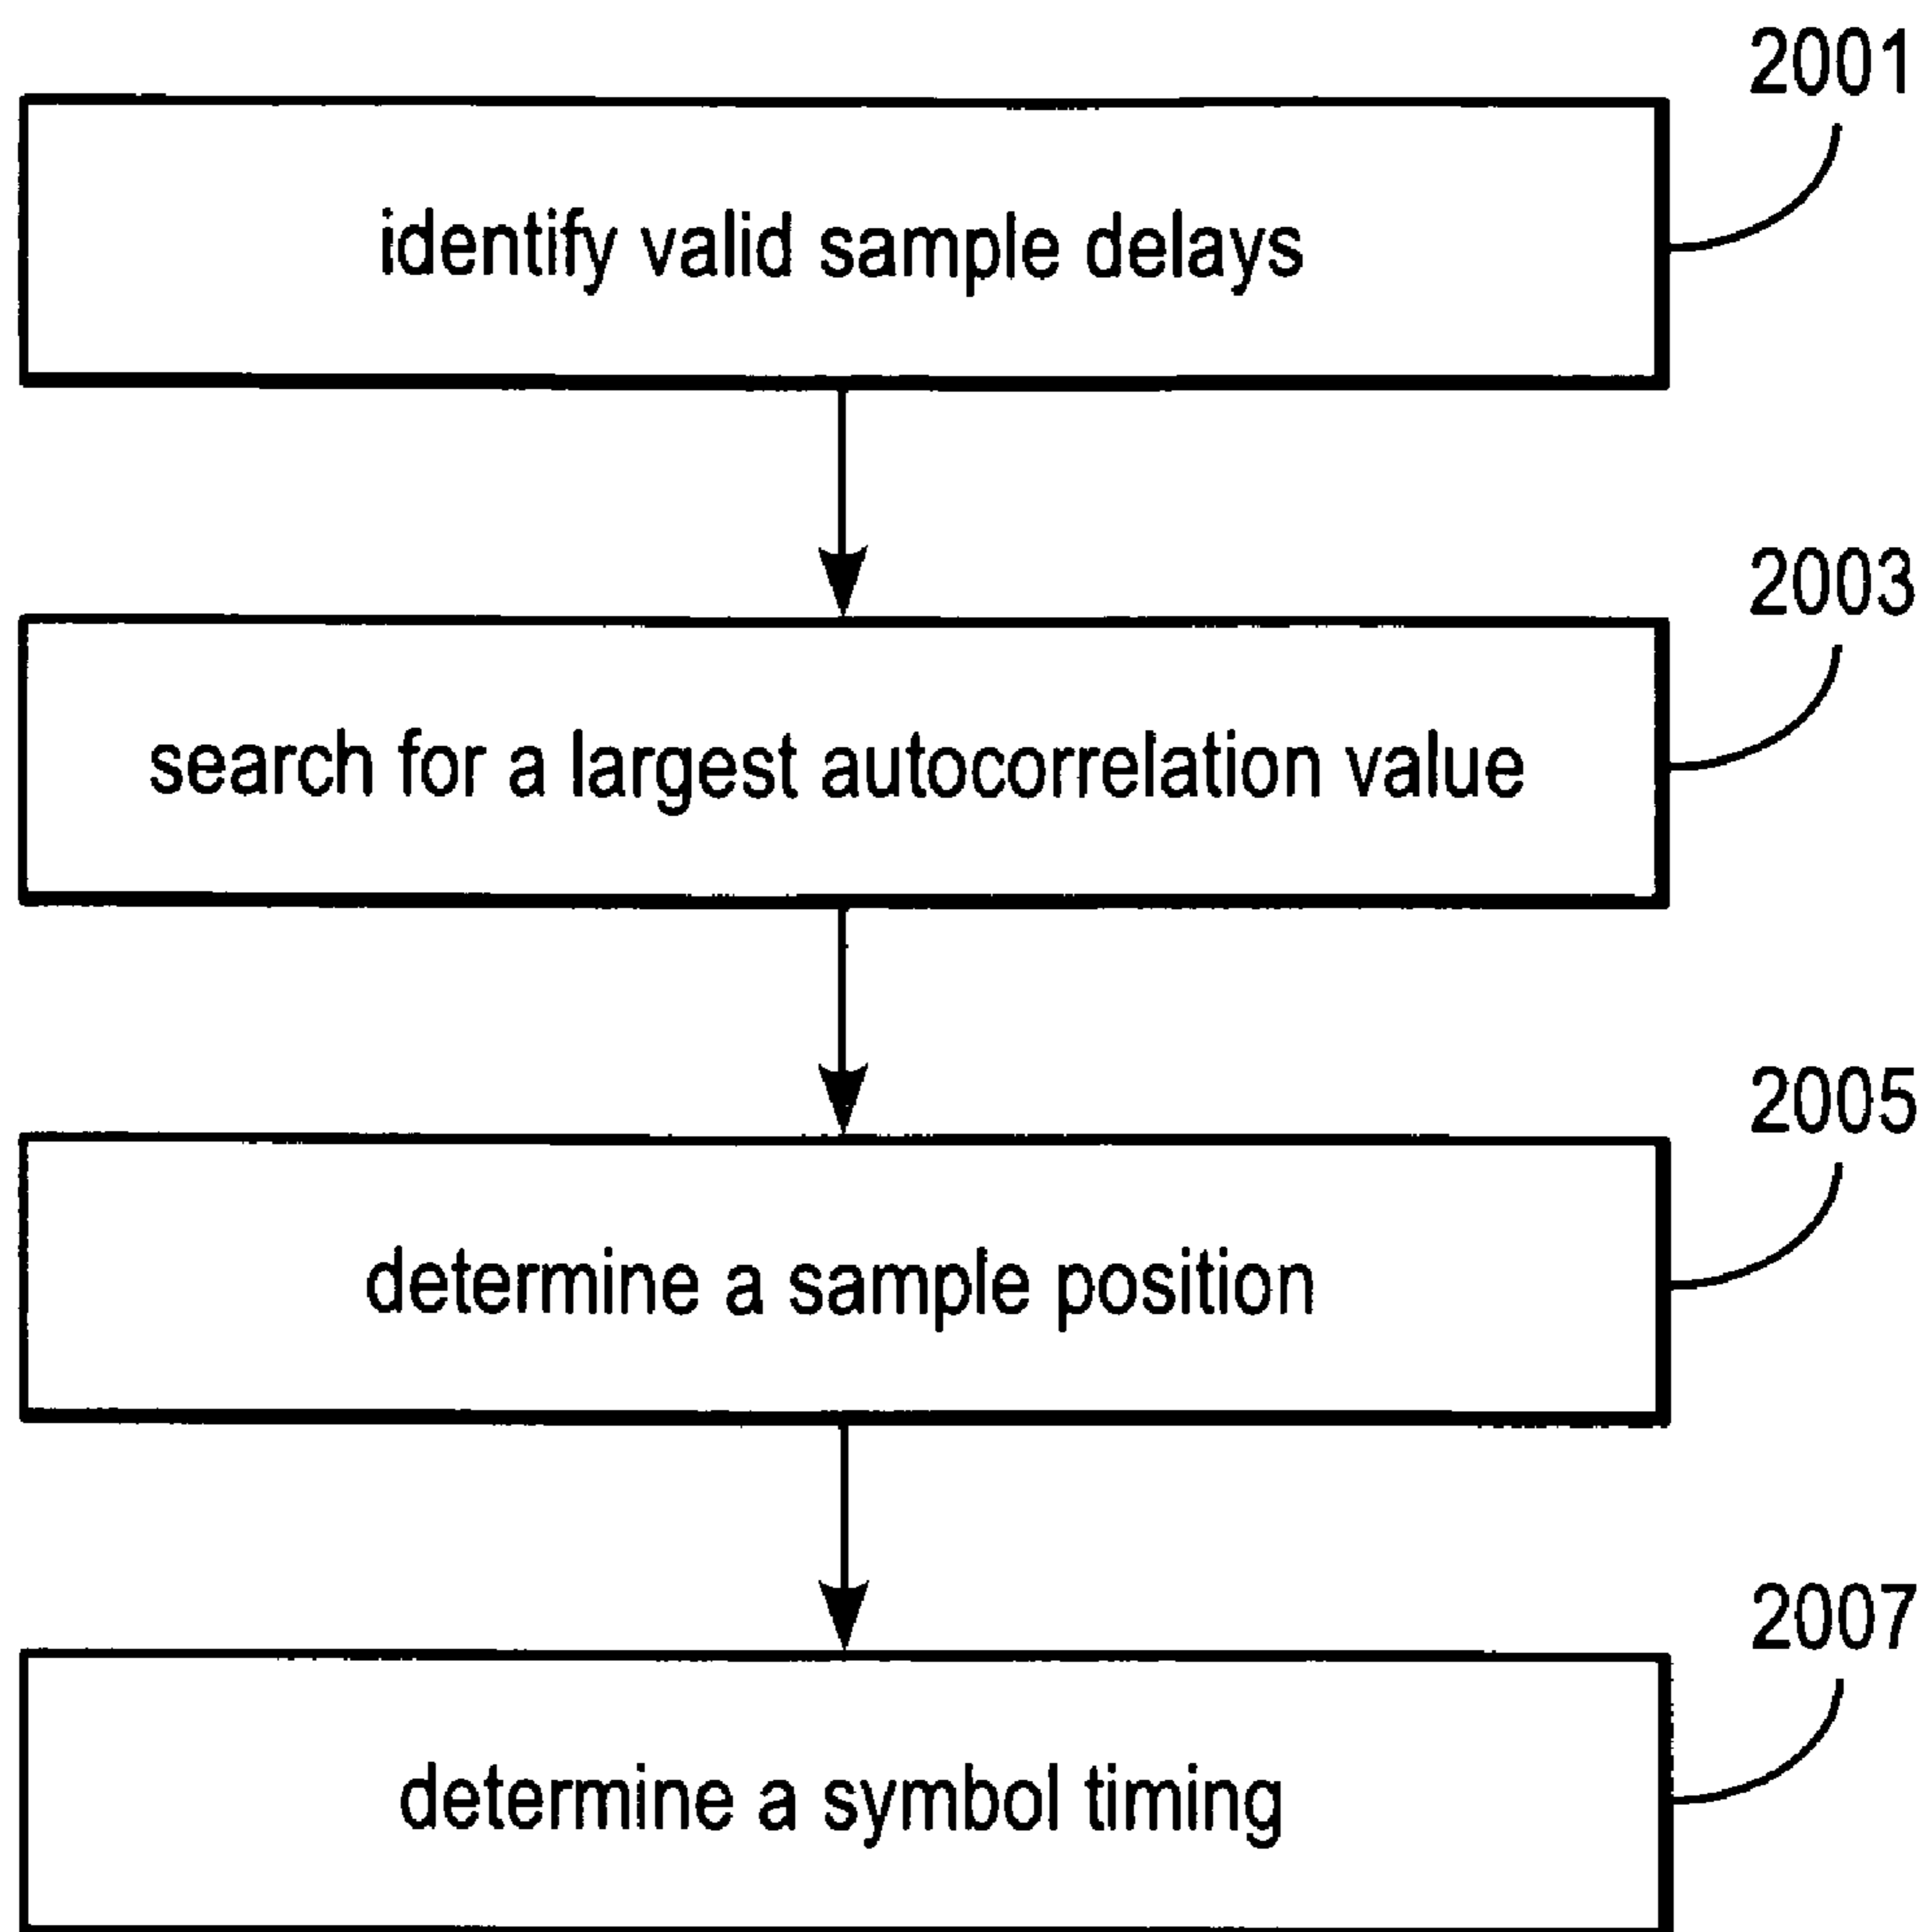 2001
identify valid sample delays
2003
search for a largest autocorrelation value
2005
determine a sample position
2007
determine a symbol timing